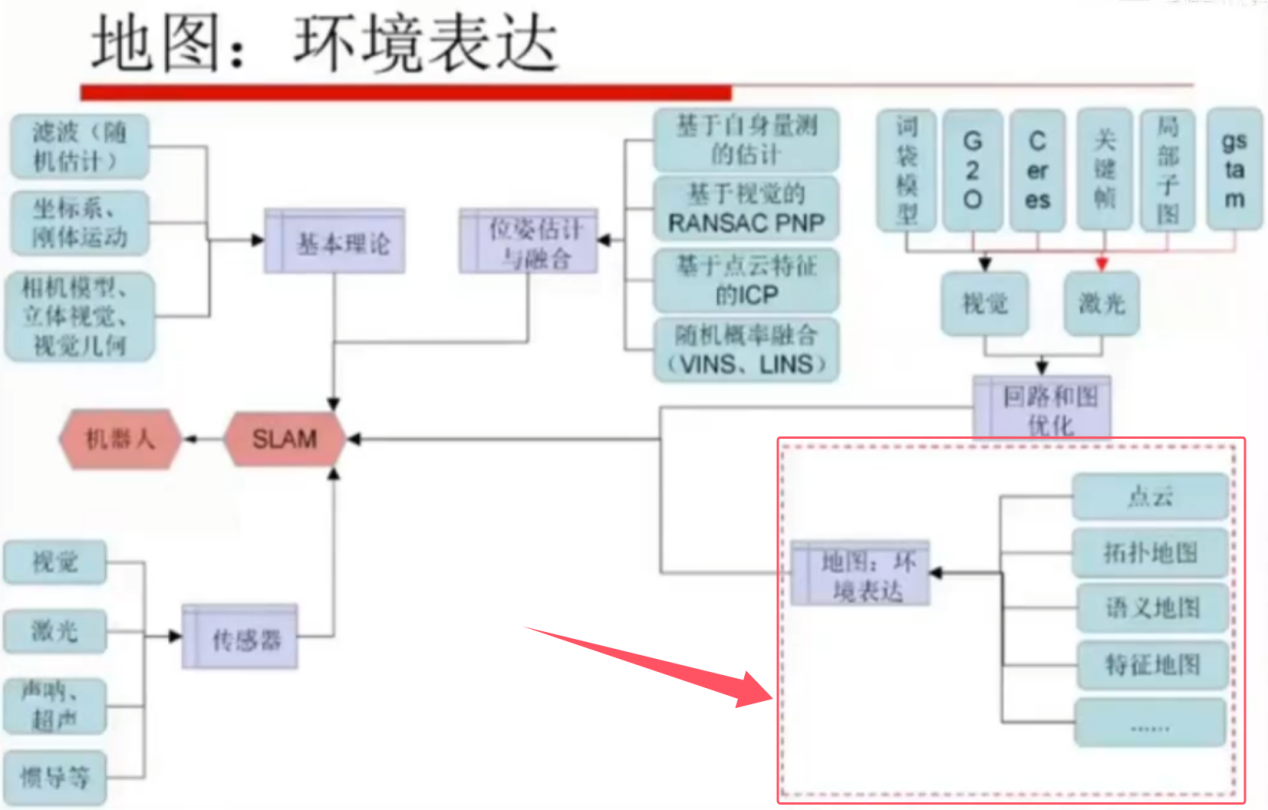 地图：环境表达
滤波（随
机估计）
坐标系、
刚体运动
相机模型、
立体视觉、
视觉几何
基本理论
位姿估计
与融合
基于自身量测
的估计
基于视觉的
RANSAC PNP
基于点云特征
的ICP
随机概率融合
（VINS、LINS）
词
袋
模
型
G
2
O
C
er
es
关
键
帧
局
部
子
图
gs
ta
m
视觉
激光
回路和图
优化
机器人
SLAM
视觉
激光
声呐、
超声
惯导等
传感器
地图：环
境表达
点云
拓扑地图
语义地图
特征地图
......